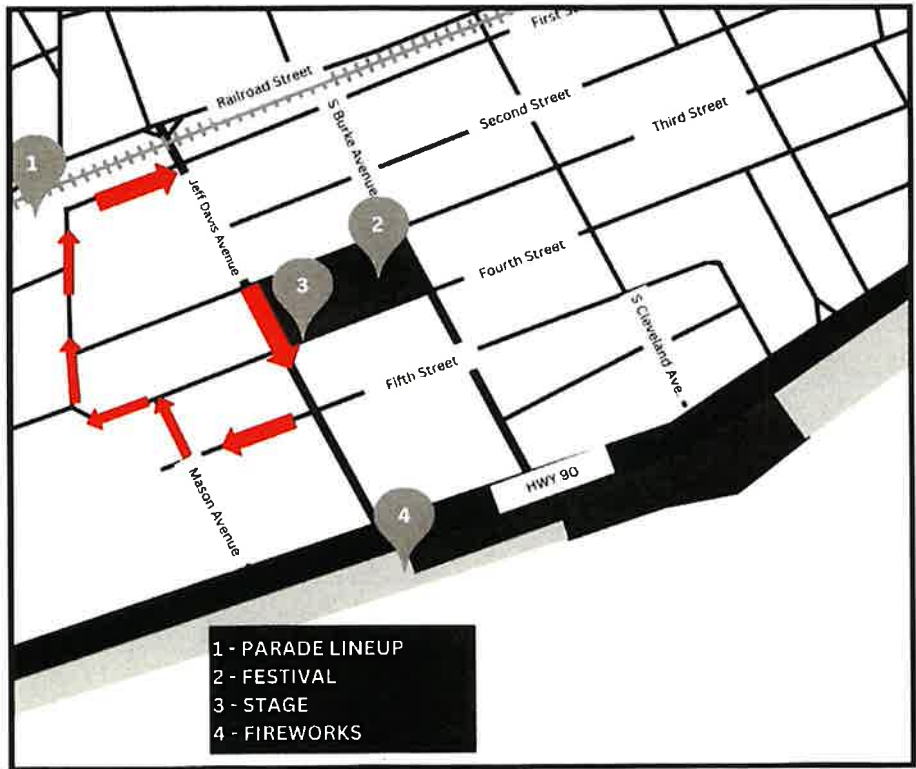 First St
Railroad Street
Second Street
Third Street
S Burke Avenue
1
Jeff Davis Avenue
2
Fourth Street
3
S Cleveland Ave.
Fifth Street
HWY 90
Mason Avenue
4
1 - PARADE LINEUP
2 - FESTIVAL
3 - STAGE
4 - FIREWORKS